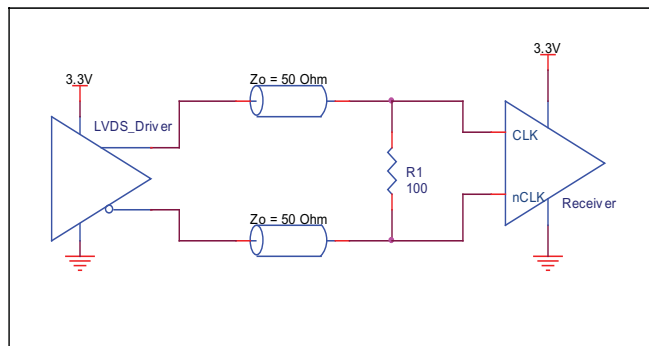 3.3V
LVDS_Driver
Zo = 50 Ohm
Zo = 50 Ohm
R1
100
3.3V
CLK
nCLK
Receiver